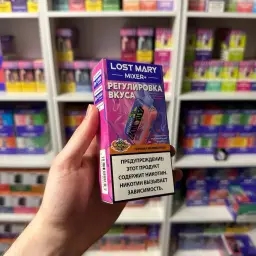 LOST MARY
MIXER+
РЕГУЛИРОВКА
ВКУСА
ПРЕДУПРЕЖДЕНИЕ:
ЭТОТ ПРОДУКТ
СОДЕРЖИТ НИКОТИН.
НИКОТИН ВЫЗЫВАЕТ
ЗАВИСИМОСТЬ.